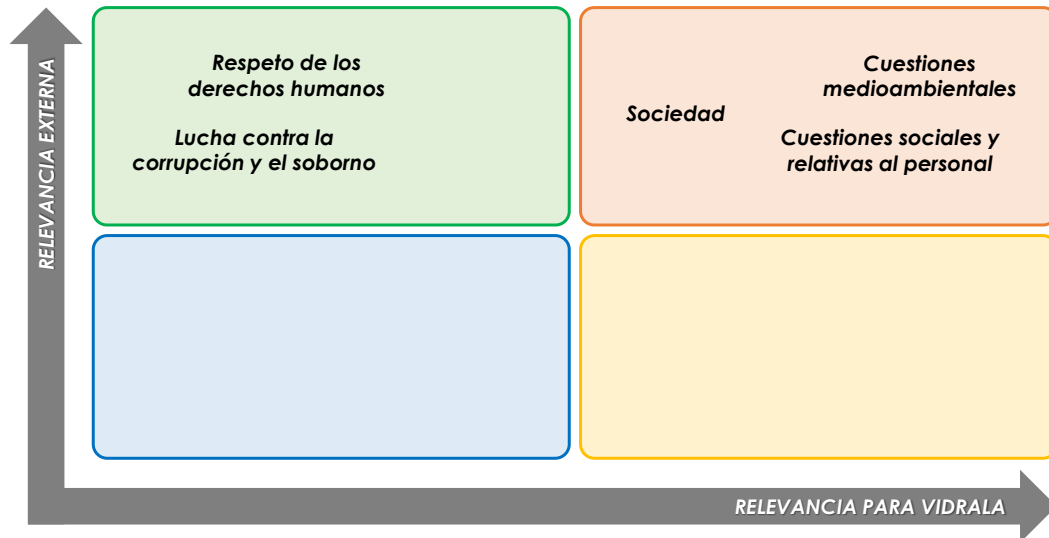 RELEVANCIA EXTERNA
Respeto de los
derechos humanos
Lucha contra la
corrupción y el soborno
Sociedad
Cuestiones
medioambientales
Cuestiones sociales y
relativas al personal
RELEVANCIA PARA VIDRALA